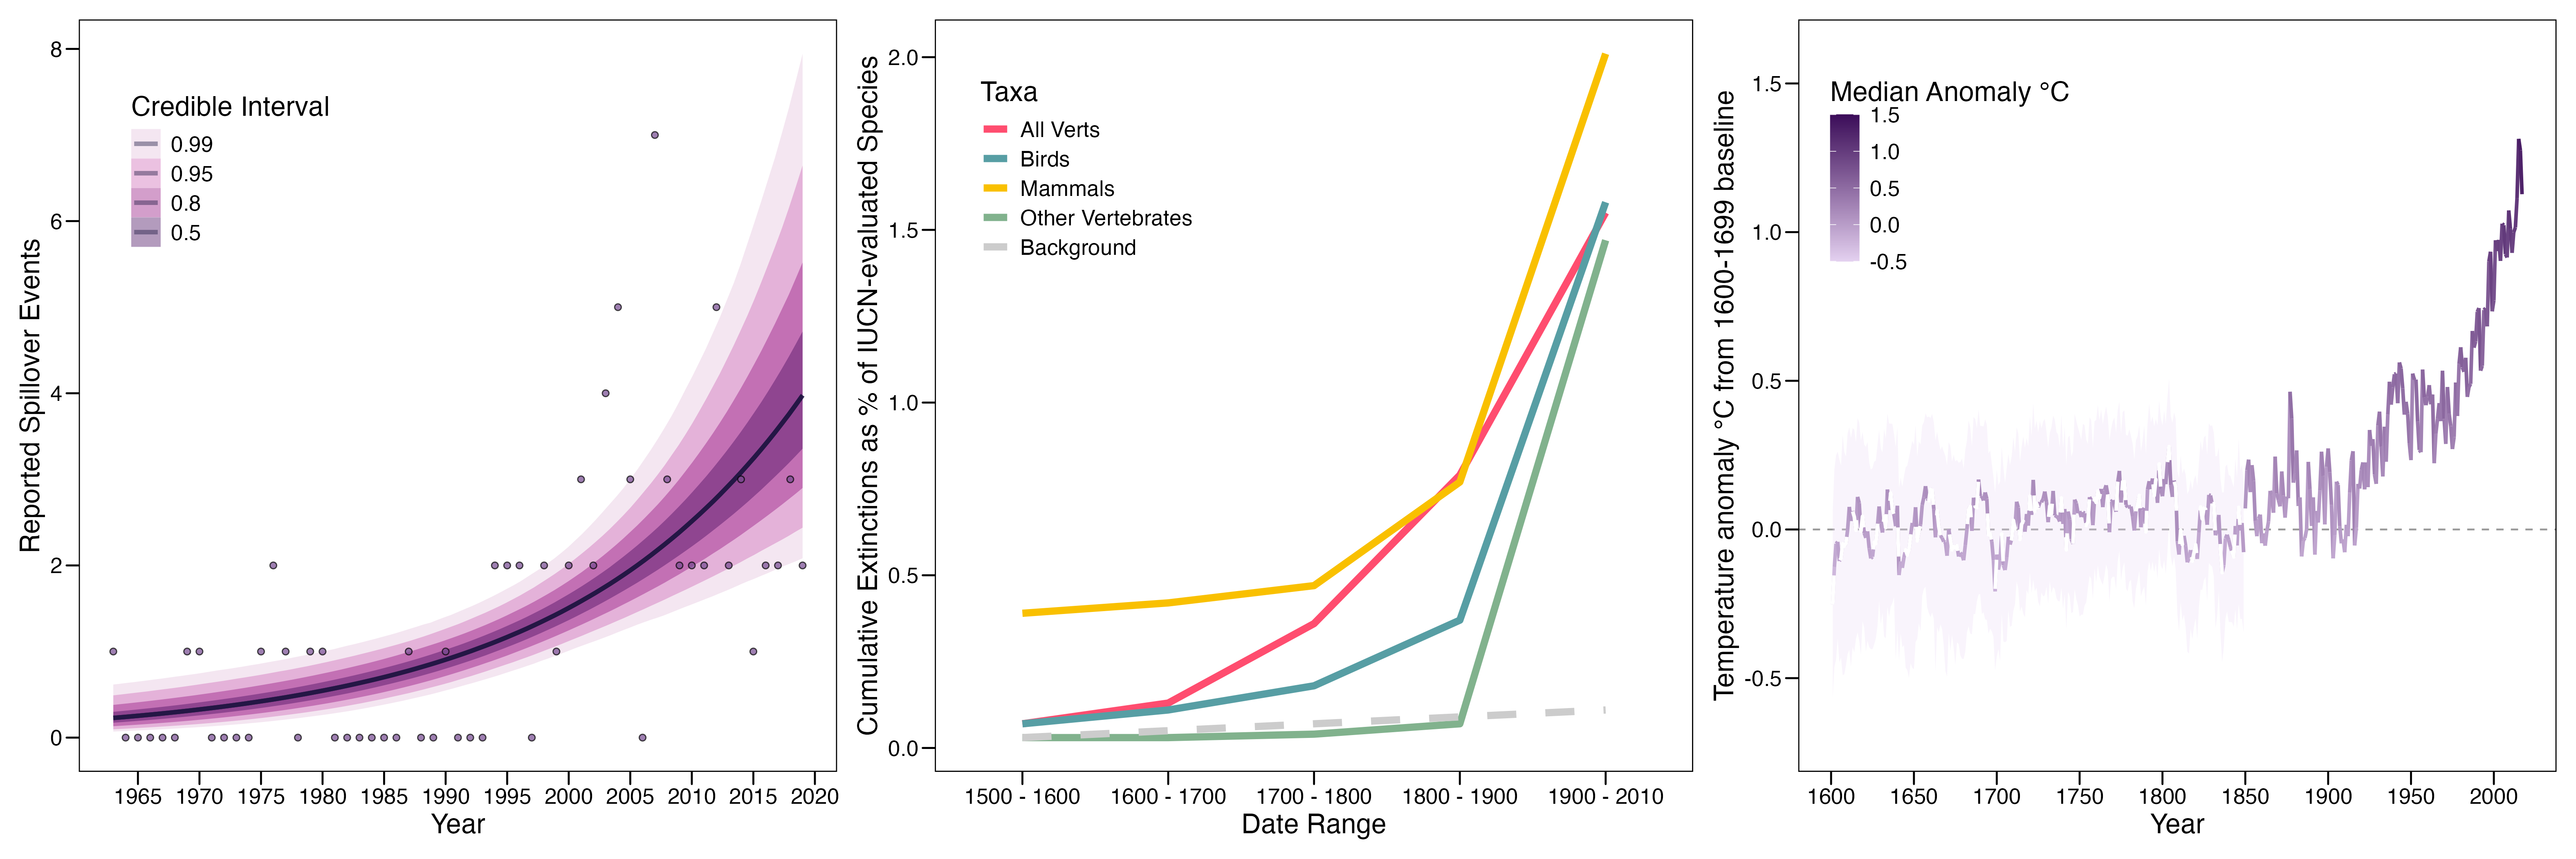 Reported Spillover Events
8
6
4
2
0
Credible Interval
0.99
0.95
0.8
0.5
1965 1970 1975 1980 1985 1990 1995 2000 2005 2010 2015 2020
Year
Cumulative Extinctions as % of IUCN-evaluated Species
2.0
1.5
1.0
0.5
0.0
Taxa
All Verts
Birds
Mammals
Other Vertebrates
Background
1500 - 1600 1600 - 1700 1700 - 1800 1800 - 1900 1900 - 2010
Date Range
Temperature anomaly °C from 1600-1699 baseline
1.5
1.0
0.5
0.0
-0.5
Median Anomaly °C
1.5
1.0
0.5
0.0
-0.5
1600 1650 1700 1750 1800 1850 1900 1950 2000
Year